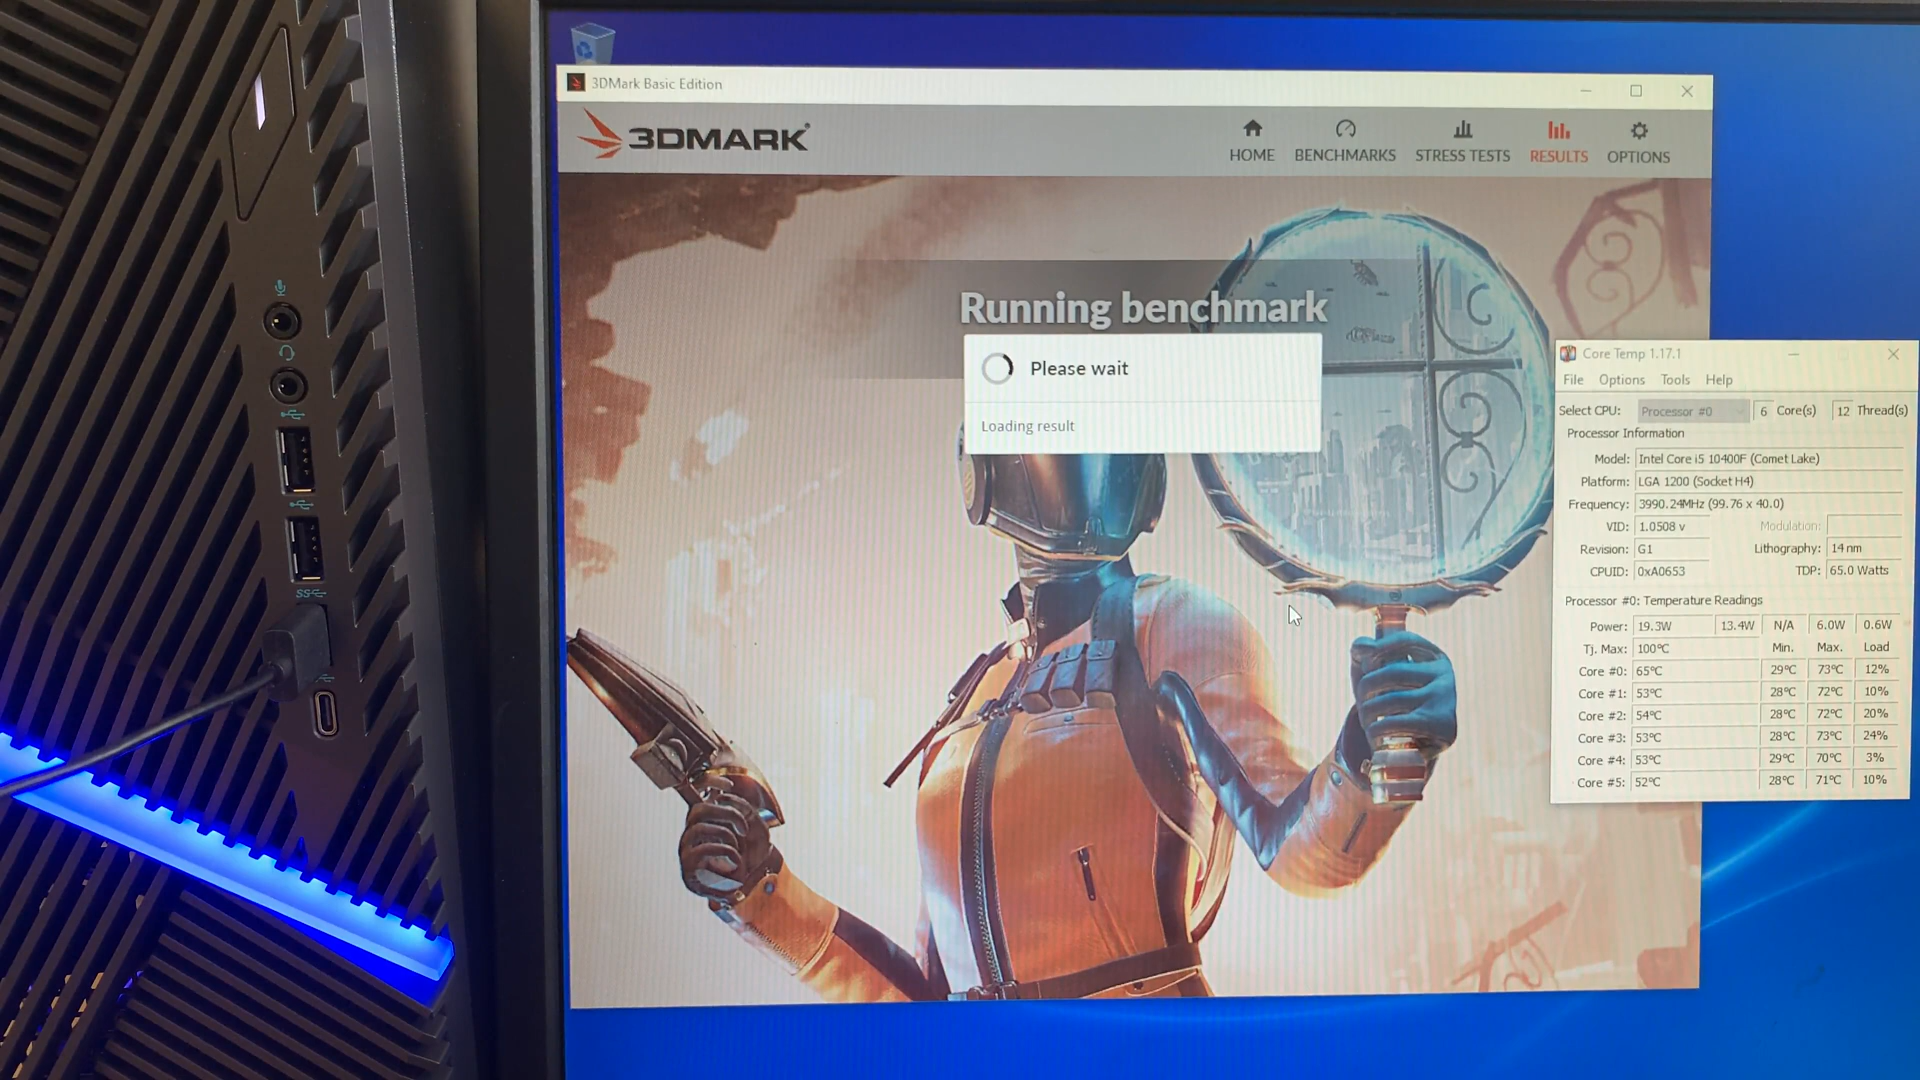 3DMark Basic Edition
3DMARK®
HOME
BENCHMARKS
STRESS TESTS
RESULTS
OPTIONS
Running benchmark
Please wait
Loading result
Core Temp 1.17.1
File Options Tools Help
Select CPU: Processor #0 6 Core(s) 12 Thread(s)
Processor Information
Model: Intel Core i5 10400F (Comet Lake)
Platform: LGA 1200 (Socket H4)
Frequency: 3990.24MHz (99.76 x 40.0)
VID: 1.0508 v Modulation:
Revision: G1 Lithography: 14 nm
CPUID: 0xA0653 TDP: 65.0 Watts
Processor #0: Temperature Readings
Power: 19.3W 13.4W N/A 6.0W 0.6W
Tj. Max: 100°C Min. Max. Load
Core #0: 65°C 29°C 73°C 12%
Core #1: 53°C 28°C 72°C 10%
Core #2: 54°C 28°C 72°C 20%
Core #3: 53°C 28°C 73°C 24%
Core #4: 53°C 29°C 70°C 3%
Core #5: 52°C 28°C 71°C 10%
SS